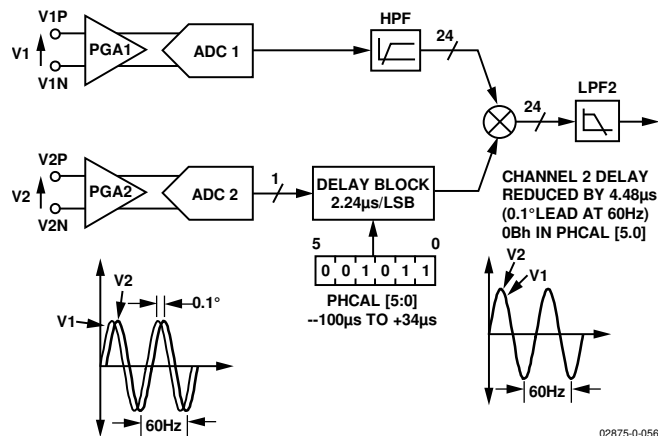 HPF
V1P
V1
V1N
PGA1
ADC 1
24
LPF2
24
V2P
V2
V2N
PGA2
ADC 2
1
DELAY BLOCK
2.24µs/LSB
CHANNEL 2 DELAY
REDUCED BY 4.48µs
(0.1°LEAD AT 60Hz)
0Bh IN PHCAL [5.0]
5 0
0 0 1 0 1 1
PHCAL [5:0]
--100µs TO +34µs
V2
V1
0.1°
60Hz
V2
V1
60Hz
02875-0-056